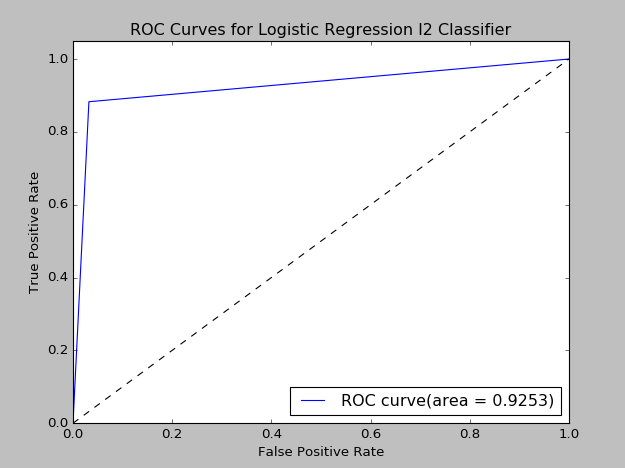 ROC Curves for Logistic Regression l2 Classifier
1.0
0.8
0.6
0.4
0.2
0.0
True Positive Rate
ROC curve(area = 0.9253)
0.0 0.2 0.4 0.6 0.8 1.0
False Positive Rate